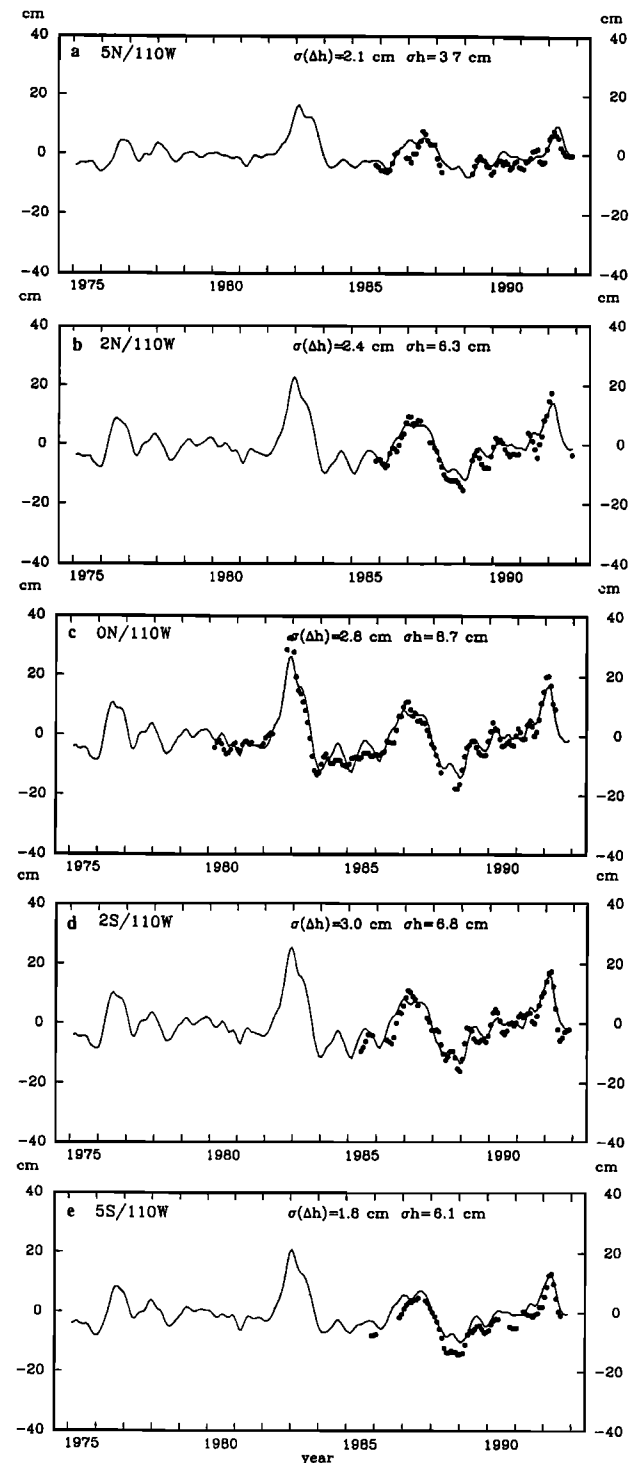 cm cm
40 40
a 5N/110W σ(Δh)=2.1 cm σh=3 7 cm
20 20
0 0
−20 −20
−40 −40
1975 1980 1985 1990
cm cm
40 40
b 2N/110W σ(Δh)=2.4 cm σh=6.3 cm
20 20
0 0
−20 −20
−40 −40
1975 1980 1985 1990
cm cm
40 40
c 0N/110W σ(Δh)=2.8 cm σh=8.7 cm
20 20
0 0
−20 −20
−40 −40
1975 1980 1985 1990
cm cm
40 40
d 2S/110W σ(Δh)=3.0 cm σh=6.8 cm
20 20
0 0
−20 −20
−40 −40
1975 1980 1985 1990
cm cm
40 40
e 5S/110W σ(Δh)=1.8 cm σh=6.1 cm
20 20
0 0
−20 −20
−40 −40
1975 1980 1985 1990
year